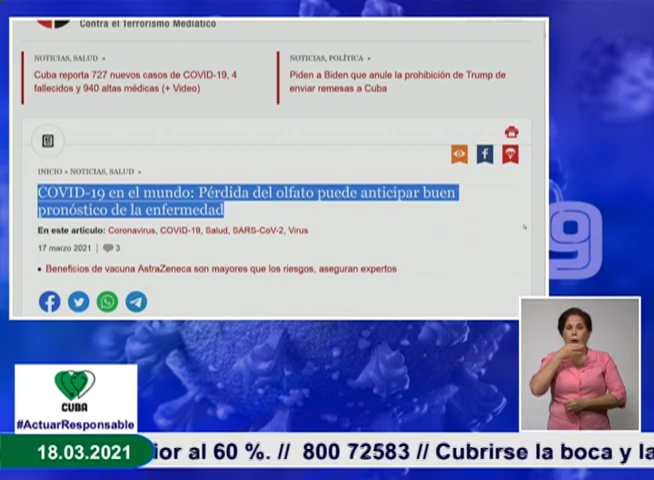 Contra el Terrorismo Mediático
NOTICIAS, SALUD »
Cuba reporta 727 nuevos casos de COVID-19, 4
fallecidos y 940 altas médicas (+ Video)
NOTICIAS, POLÍTICA »
Piden a Biden que anule la prohibición de Trump de
enviar remesas a Cuba
INICIO » NOTICIAS, SALUD »
COVID-19 en el mundo: Pérdida del olfato puede anticipar buen
pronóstico de la enfermedad
En este artículo: Coronavirus, COVID-19, Salud, SARS-CoV-2, Virus
17 marzo 2021 | 3
Beneficios de vacuna AstraZeneca son mayores que los riesgos, aseguran expertos
9
CUBA
#ActuarResponsable
18.03.2021
ior al 60 %. // 800 72583 // Cubrirse la boca y la